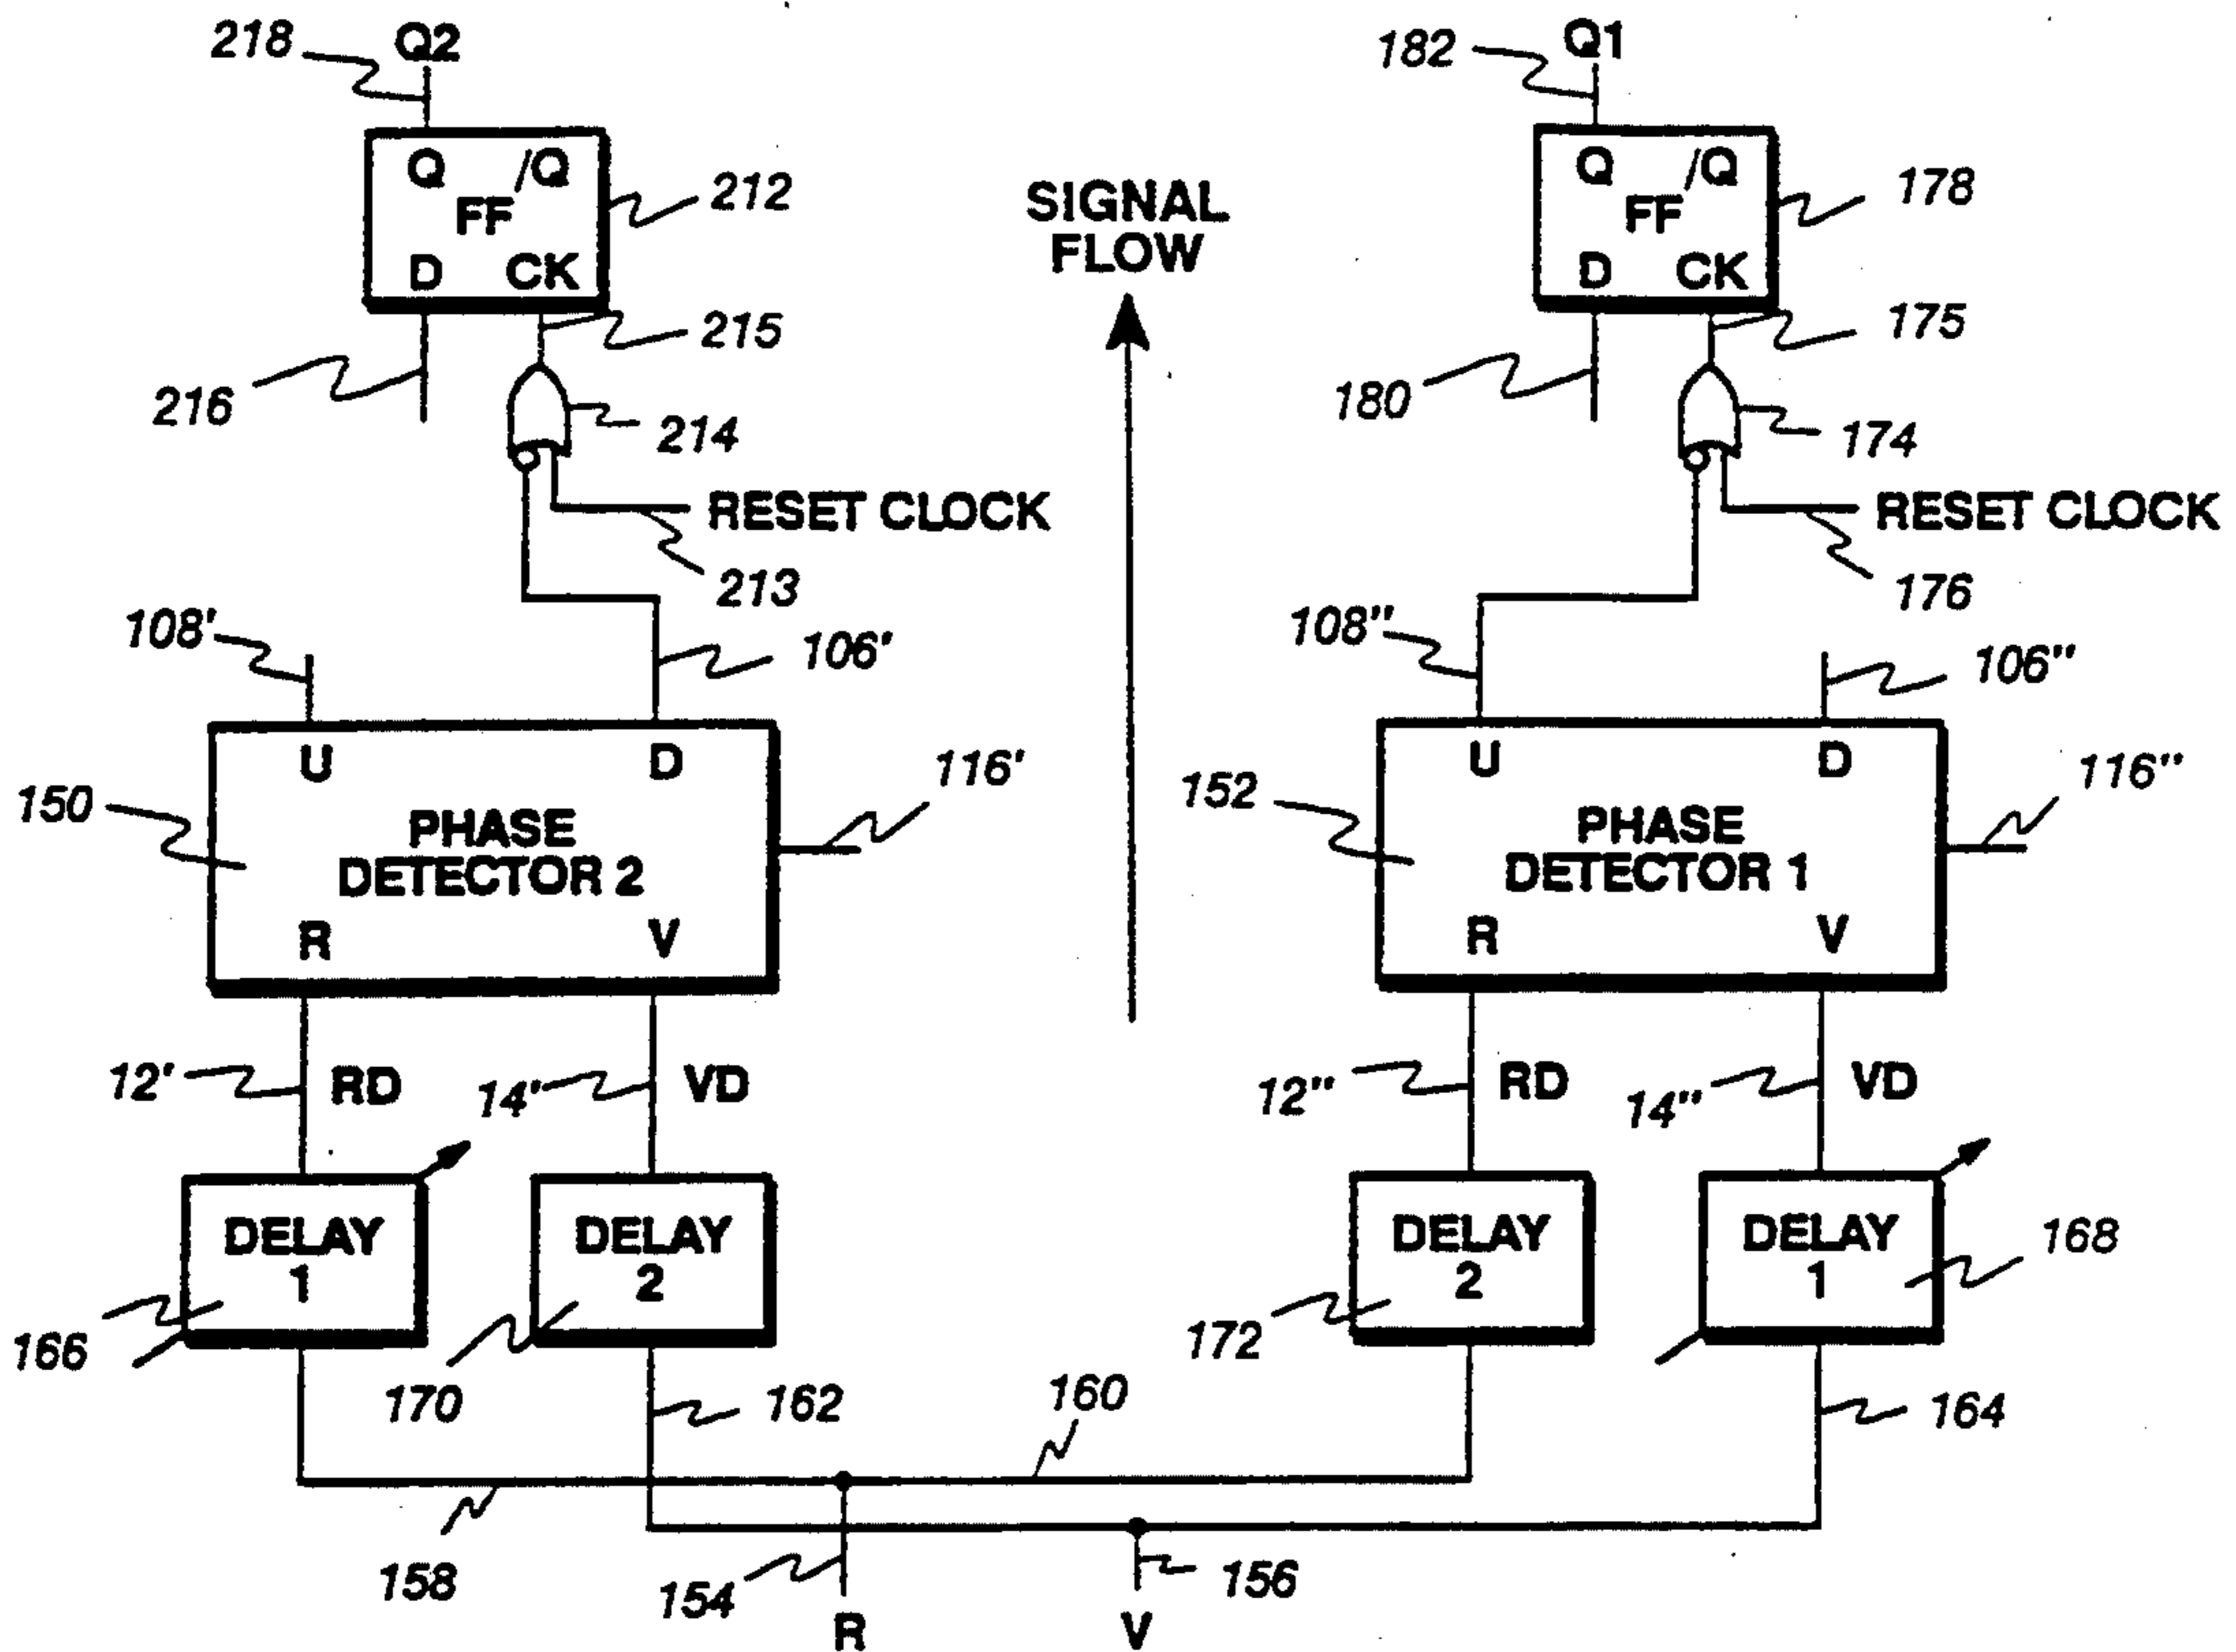 218 Q2
182 Q1
Q /Q
FF
D CK
212
SIGNAL
FLOW
Q /Q
FF
D CK
178
215
175
216
214
180
174
RESET CLOCK
213
RESET CLOCK
176
108'
106'
108"
106"
U D
116'
150
PHASE
DETECTOR 2
R V
U D
116"
152
PHASE
DETECTOR 1
R V
12' RD
14' VD
12" RD
14" VD
DELAY
1
DELAY
2
DELAY
2
DELAY
1
168
166
170
162
160
172
164
158
154
R
156
V